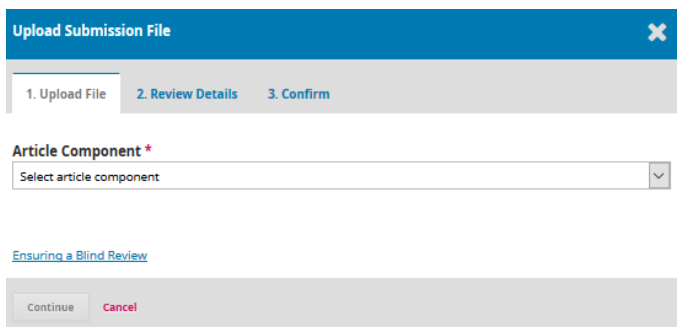 Upload Submission File
1. Upload File 2. Review Details 3. Confirm
Article Component *
Select article component
Ensuring a Blind Review
Continue Cancel